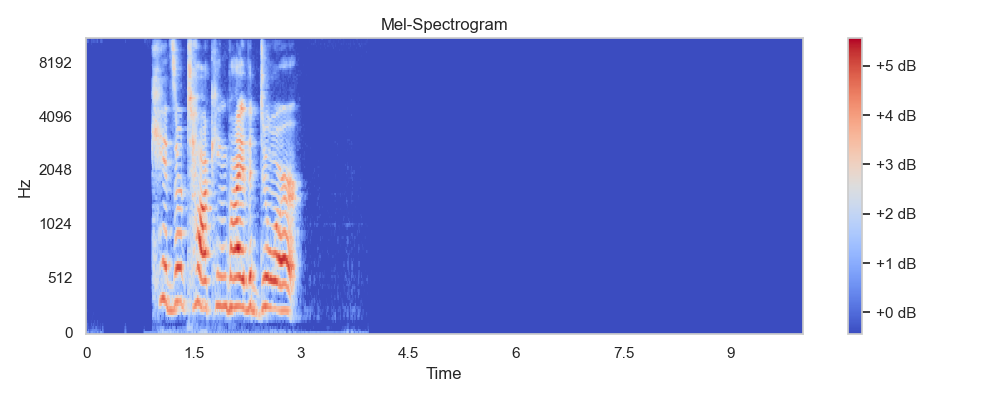 Mel-Spectrogram
8192
4096
2048
1024
512
0
Hz
0 1.5 3 4.5 6 7.5 9
Time
+5 dB
+4 dB
+3 dB
+2 dB
+1 dB
+0 dB